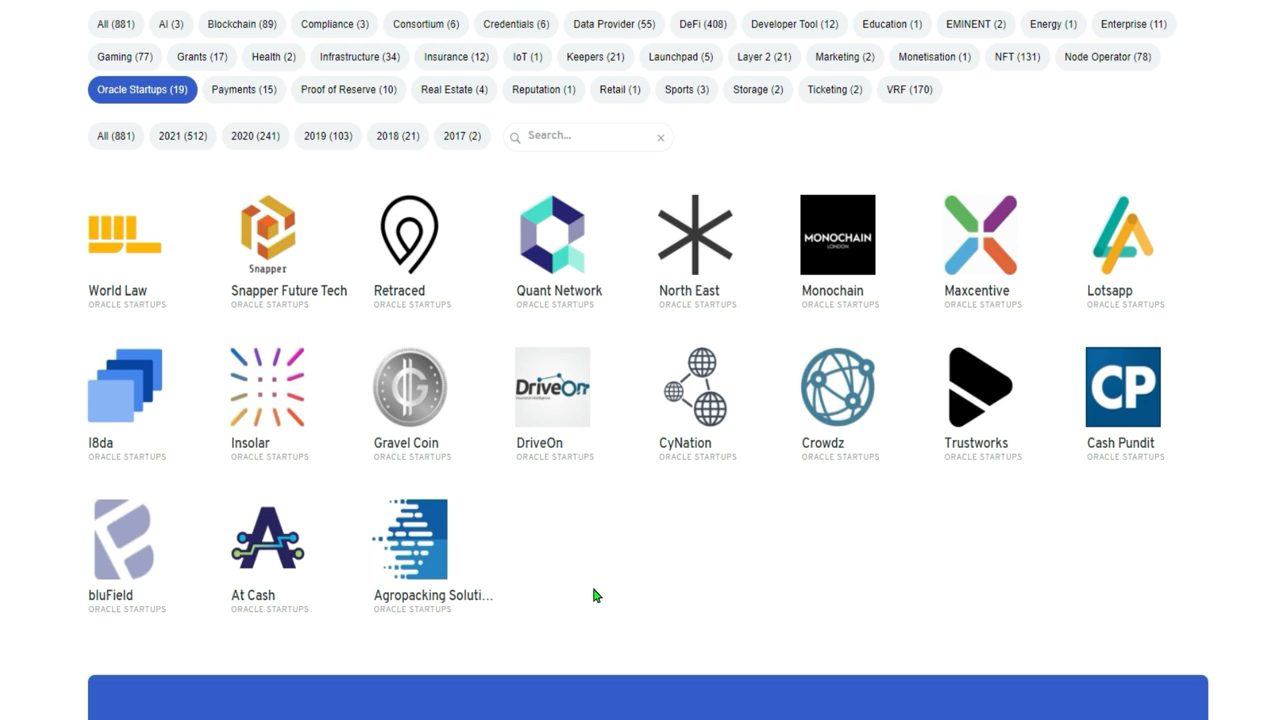 All (881) AI (3) Blockchain (89) Compliance (3) Consortium (6) Credentials (6) Data Provider (55) DeFi (408) Developer Tool (12) Education (1) EMINENT (2) Energy (1) Enterprise (11)
Gaming (77) Grants (17) Health (2) Infrastructure (34) Insurance (12) IoT (1) Keepers (21) Launchpad (5) Layer 2 (21) Marketing (2) Monetisation (1) NFT (131) Node Operator (78)
Oracle Startups (19) Payments (15) Proof of Reserve (10) Real Estate (4) Reputation (1) Retail (1) Sports (3) Storage (2) Ticketing (2) VRF (170)
All (881) 2021 (512) 2020 (241) 2019 (103) 2018 (21) 2017 (2) Search...
Snapper
MONOCHAIN
LONDON
World Law Snapper Future Tech Retraced Quant Network North East Monochain Maxcentive Lotsapp
ORACLE STARTUPS ORACLE STARTUPS ORACLE STARTUPS ORACLE STARTUPS ORACLE STARTUPS ORACLE STARTUPS ORACLE STARTUPS ORACLE STARTUPS
DriveOn CP
I8da Insolar Gravel Coin DriveOn CyNation Crowdz Trustworks Cash Pundit
ORACLE STARTUPS ORACLE STARTUPS ORACLE STARTUPS ORACLE STARTUPS ORACLE STARTUPS ORACLE STARTUPS ORACLE STARTUPS ORACLE STARTUPS
bluField At Cash Agropacking Soluti...
ORACLE STARTUPS ORACLE STARTUPS ORACLE STARTUPS